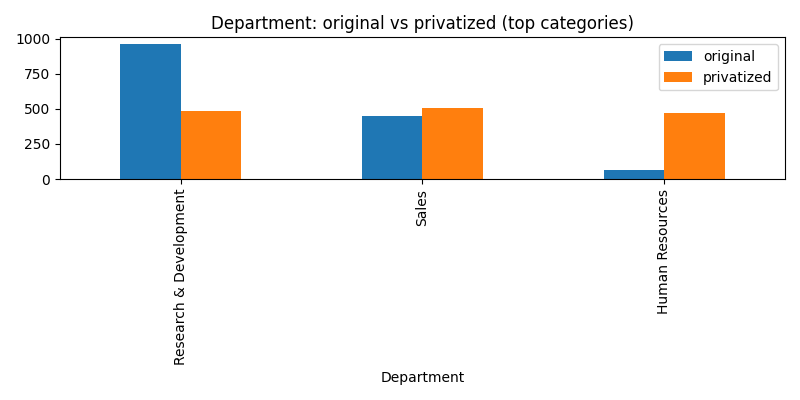 Department: original vs privatized (top categories)
1000
750
500
250
0
original
privatized
Research & Development
Sales
Human Resources
Department